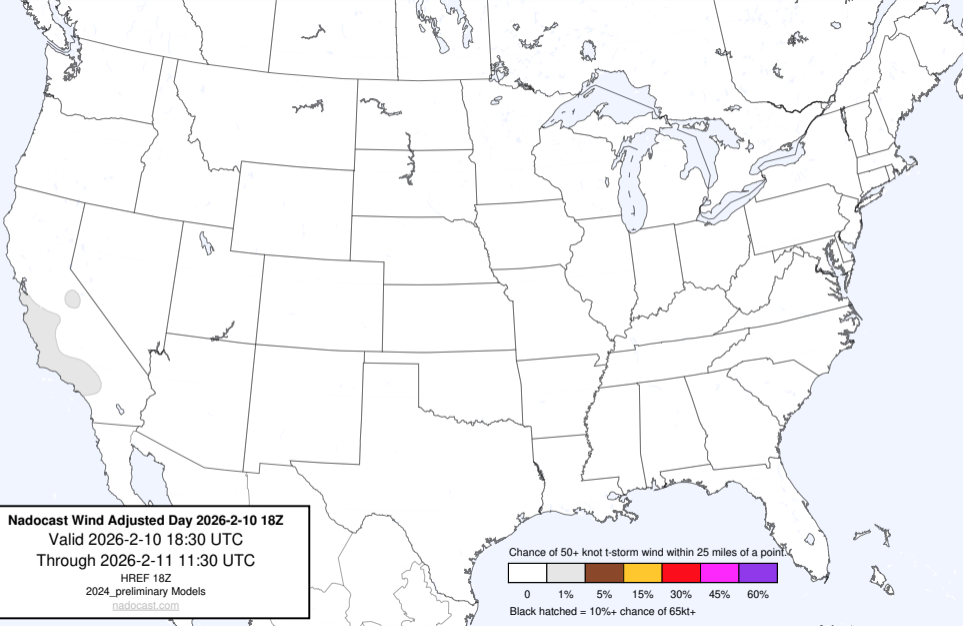 Nadocast Wind Adjusted Day 2026-2-10 18Z
Valid 2026-2-10 18:30 UTC
Through 2026-2-11 11:30 UTC
HREF 18Z
2024_preliminary Models
nadocast.com
Chance of 50+ knot t-storm wind within 25 miles of a point.
0 1% 5% 15% 30% 45% 60%
Black hatched = 10%+ chance of 65kt+